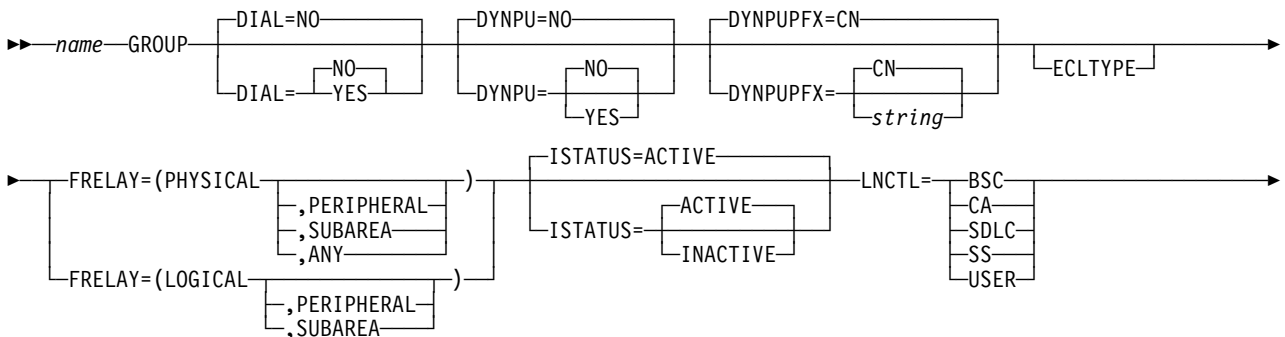 DIAL=NO DYNPU=NO DYNPUPFX=CN
name GROUP
NO NO CN ECLTYPE
DIAL= YES DYNPU= DYNPUPFX=
YES string
ISTATUS=ACTIVE
FRELAY=(PHYSICAL ) LNCTL= BSC
,PERIPHERAL ACTIVE CA
,SUBAREA ISTATUS= SDLC
,ANY INACTIVE SS
FRELAY=(LOGICAL ) USER
,PERIPHERAL
,SUBAREA